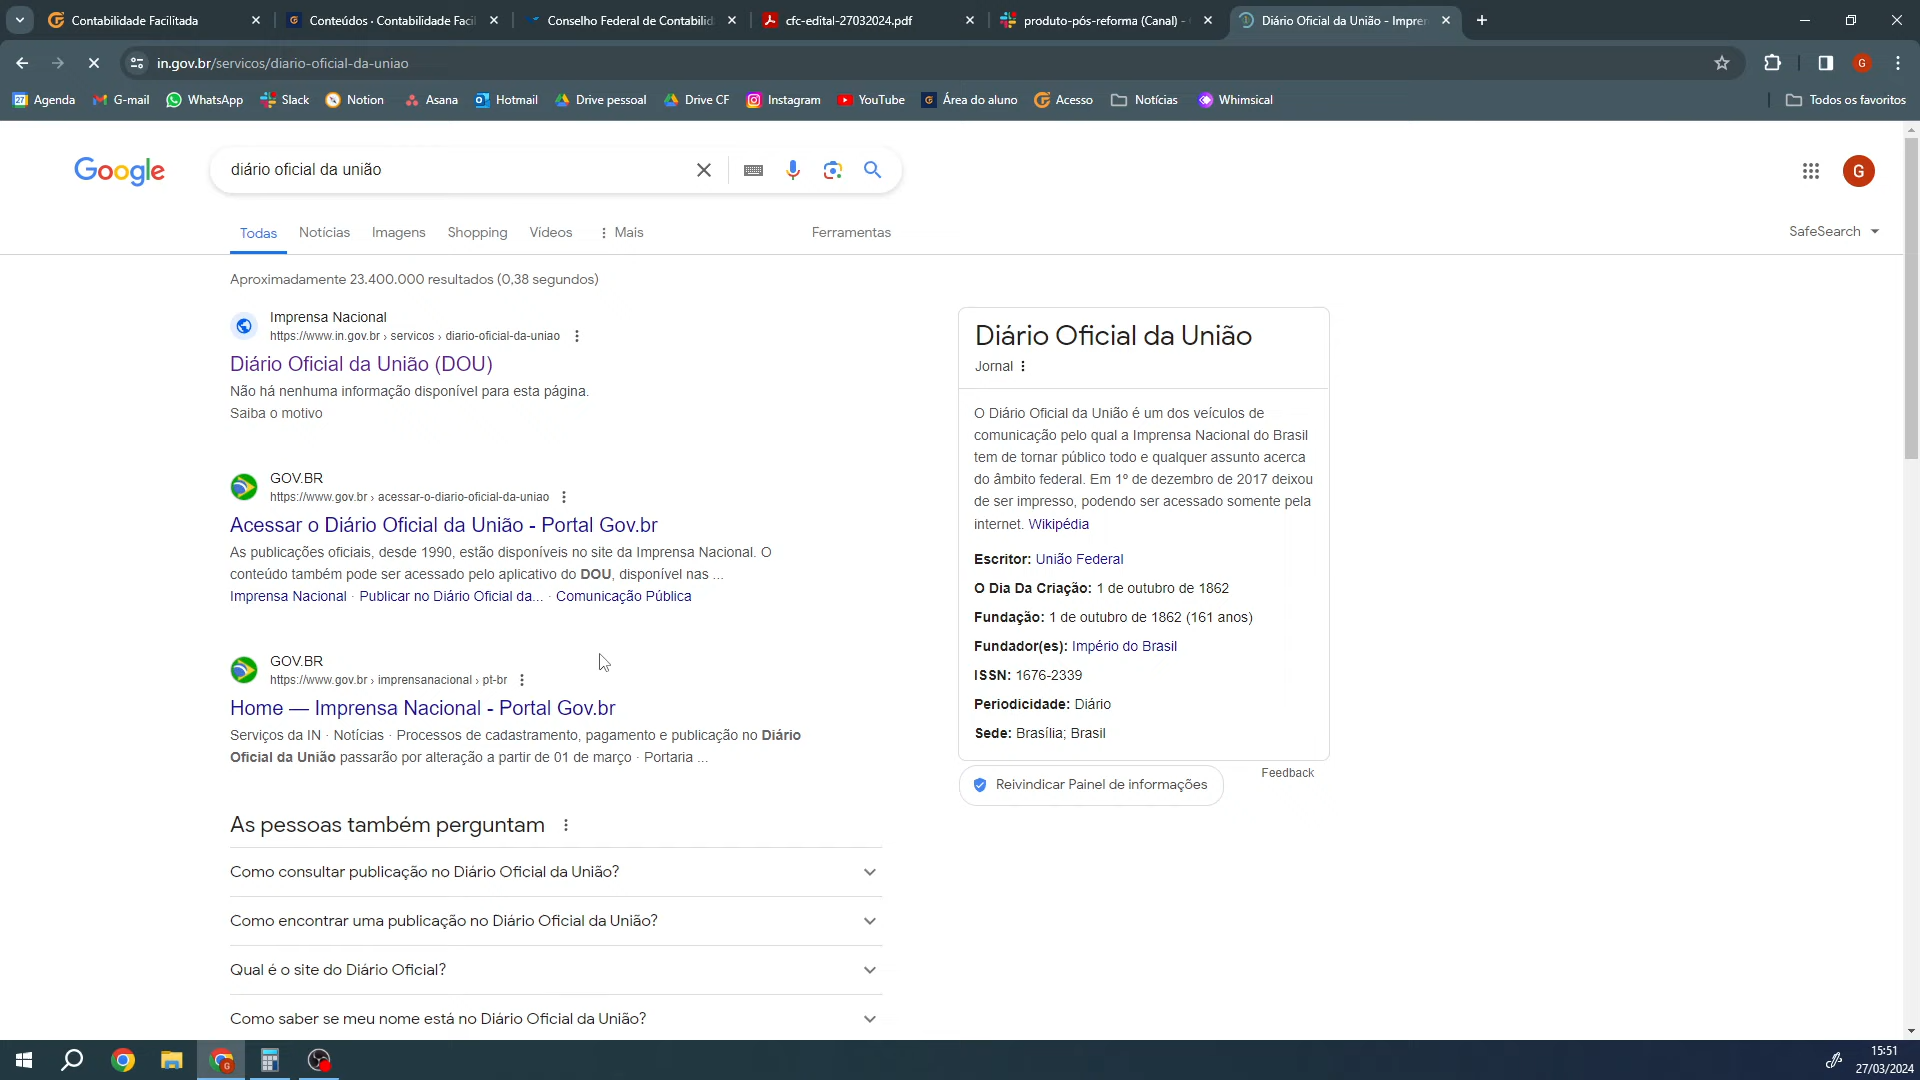 Contabilidade Facilitada
Conteúdos · Contabilidade Facil
Conselho Federal de Contabilid
cfc-edital-27032024.pdf
produto-pós-reforma (Canal) -
Diário Oficial da União - Impren
in.gov.br/servicos/diario-oficial-da-uniao
Agenda
G-mail
WhatsApp
Slack
Notion
Asana
Hotmail
Drive pessoal
Drive CF
Instagram
YouTube
Área do aluno
Acesso
Notícias
Whimsical
Todos os favoritos
Google
diário oficial da união
G
Todas
Notícias
Imagens
Shopping
Vídeos
Mais
Ferramentas
SafeSearch
Aproximadamente 23.400.000 resultados (0,38 segundos)
Imprensa Nacional
https://www.in.gov.br › servicos › diario-oficial-da-uniao
Diário Oficial da União (DOU)
Não há nenhuma informação disponível para esta página.
Saiba o motivo
GOV.BR
https://www.gov.br › acessar-o-diario-oficial-da-uniao
Acessar o Diário Oficial da União - Portal Gov.br
As publicações oficiais, desde 1990, estão disponíveis no site da Imprensa Nacional. O
conteúdo também pode ser acessado pelo aplicativo do DOU, disponível nas ...
Imprensa Nacional · Publicar no Diário Oficial da... · Comunicação Pública
GOV.BR
https://www.gov.br › imprensanacional › pt-br
Home — Imprensa Nacional - Portal Gov.br
Serviços da IN · Notícias · Processos de cadastramento, pagamento e publicação no Diário
Oficial da União passarão por alteração a partir de 01 de março · Portaria ...
As pessoas também perguntam
Como consultar publicação no Diário Oficial da União?
Como encontrar uma publicação no Diário Oficial da União?
Qual é o site do Diário Oficial?
Como saber se meu nome está no Diário Oficial da União?
Diário Oficial da União
Jornal
O Diário Oficial da União é um dos veículos de
comunicação pelo qual a Imprensa Nacional do Brasil
tem de tornar público todo e qualquer assunto acerca
do âmbito federal. Em 1º de dezembro de 2017 deixou
de ser impresso, podendo ser acessado somente pela
internet. Wikipédia
Escritor: União Federal
O Dia Da Criação: 1 de outubro de 1862
Fundação: 1 de outubro de 1862 (161 anos)
Fundador(es): Império do Brasil
ISSN: 1676-2339
Periodicidade: Diário
Sede: Brasília; Brasil
Feedback
Reivindicar Painel de informações
15:51
27/03/2024